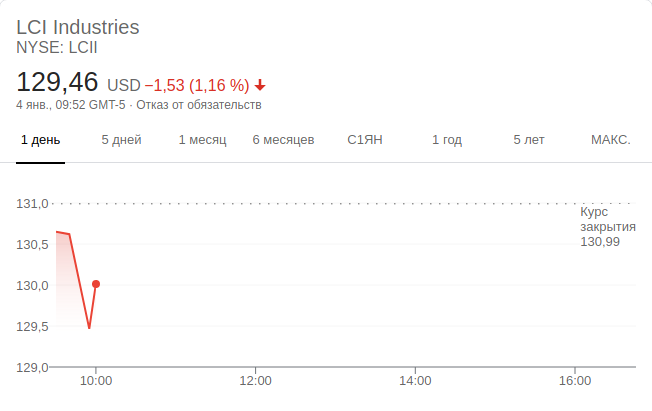 LCI Industries
NYSE: LCII
129,46 USD −1,53 (1,16 %)
4 янв., 09:52 GMT-5 · Отказ от обязательств
1 день 5 дней 1 месяц 6 месяцев С1ЯН 1 год 5 лет МАКС.
131,0
Курс
закрытия
130,99
130,5
130,0
129,5
129,0
10:00 12:00 14:00 16:00